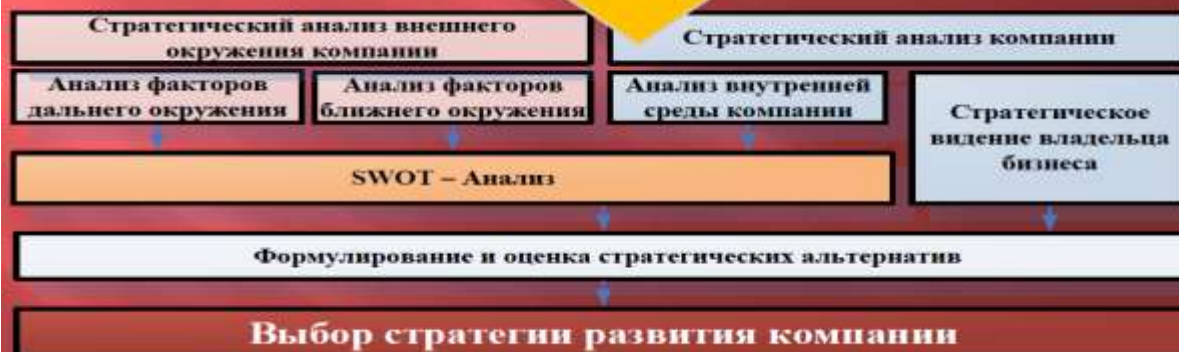 Стратегический анализ внешнего
окружения компании
Стратегический анализ компании
Анализ факторов
дальнего окружения
Анализ факторов
ближнего окружения
Анализ внутренней
среды компании
Стратегическое
видение владельца
бизнеса
SWOT – Анализ
Формулирование и оценка стратегических альтернатив
Выбор стратегии развития компании